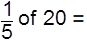 1/5 of 20 =